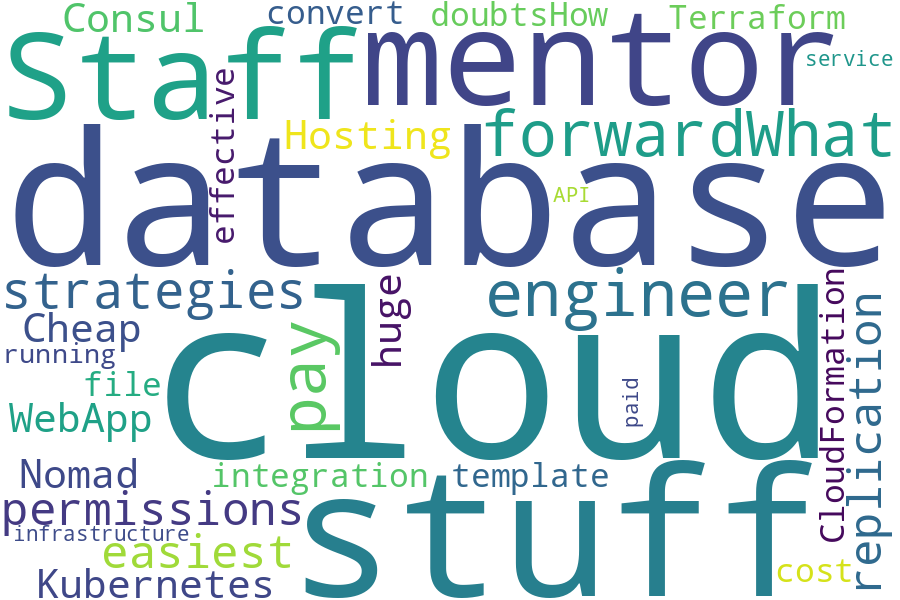 Consul
convert
doubtsHow
Terraform
Staff
mentor
service
effective
Hosting
forwardWhat
database
API
strategies
cloud
huge
engineer
CloudFormation
replication
Cheap
pay
running
file
paid
WebApp
Nomad
integration
template
stuff
permissions
infrastructure
easiest
cost
Kubernetes